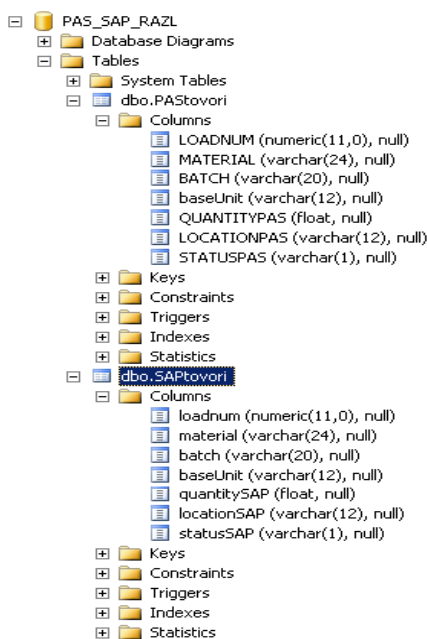 PAS_SAP_RAZL
Database Diagrams
Tables
System Tables
dbo.PAStovori
Columns
LOADNUM (numeric(11,0), null)
MATERIAL (varchar(24), null)
BATCH (varchar(20), null)
baseUnit (varchar(12), null)
QUANTITYPAS (float, null)
LOCATIONPAS (varchar(12), null)
STATUSPAS (varchar(1), null)
Keys
Constraints
Triggers
Indexes
Statistics
dbo.SAPtovori
Columns
loadnum (numeric(11,0), null)
material (varchar(24), null)
batch (varchar(20), null)
baseUnit (varchar(12), null)
quantitySAP (float, null)
locationSAP (varchar(12), null)
statusSAP (varchar(1), null)
Keys
Constraints
Triggers
Indexes
Statistics